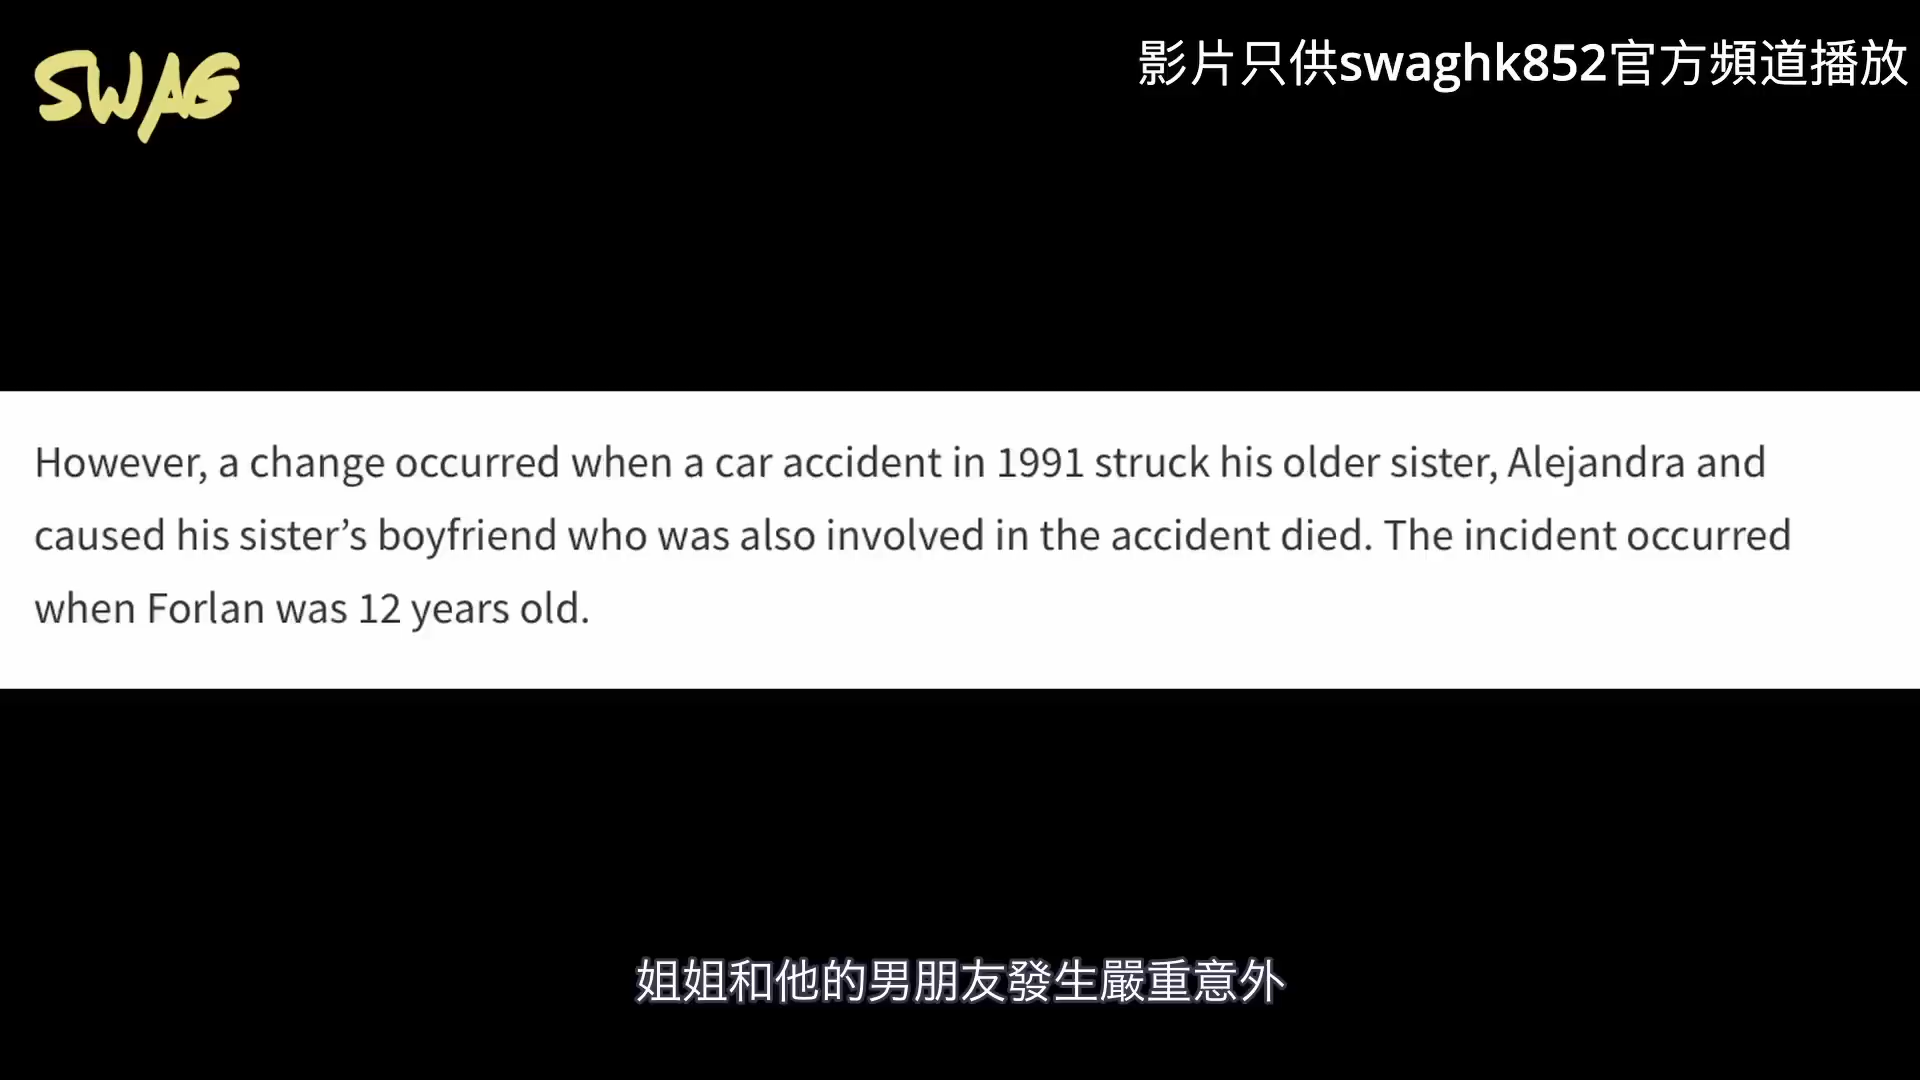 SWAG
影片只供swaghk852官方頻道播放
However, a change occurred when a car accident in 1991 struck his older sister, Alejandra and
caused his sister’s boyfriend who was also involved in the accident died. The incident occurred
when Forlan was 12 years old.
姐姐和他的男朋友發生嚴重意外